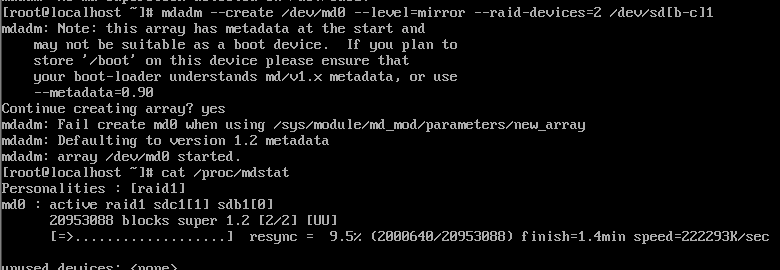 [root@localhost ~]# mdadm --create /dev/md0 --level=mirror --raid-devices=2 /dev/sd[b-c]1
mdadm: Note: this array has metadata at the start and
    may not be suitable as a boot device.  If you plan to
    store '/boot' on this device please ensure that
    your boot-loader understands md/v1.x metadata, or use
    --metadata=0.90
Continue creating array? yes
mdadm: Fail create md0 when using /sys/module/md_mod/parameters/new_array
mdadm: Defaulting to version 1.2 metadata
mdadm: array /dev/md0 started.
[root@localhost ~]# cat /proc/mdstat
Personalities : [raid1]
md0 : active raid1 sdc1[1] sdb1[0]
      20953088 blocks super 1.2 [2/2] [UU]
      [=>...................]  resync =  9.5% (2000640/20953088) finish=1.4min speed=222293K/sec
unused devices: <none>